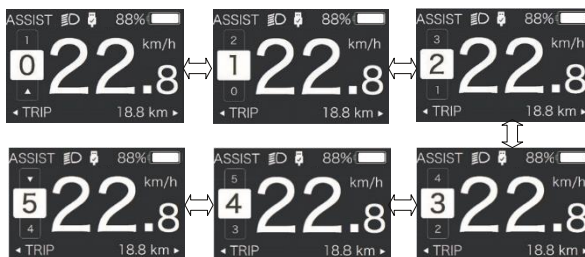 ASSIST 88%
1
km/h
0 22.8
◂ TRIP 18.8 km ▸
ASSIST 88%
2
km/h
1 22.8
0
◂ TRIP 18.8 km ▸
ASSIST 88%
3
km/h
2 22.8
1
◂ TRIP 18.8 km ▸
ASSIST 88%
km/h
5 22.8
4
◂ TRIP 18.8 km ▸
ASSIST 88%
5
km/h
4 22.8
3
◂ TRIP 18.8 km ▸
ASSIST 88%
4
km/h
3 22.8
2
◂ TRIP 18.8 km ▸